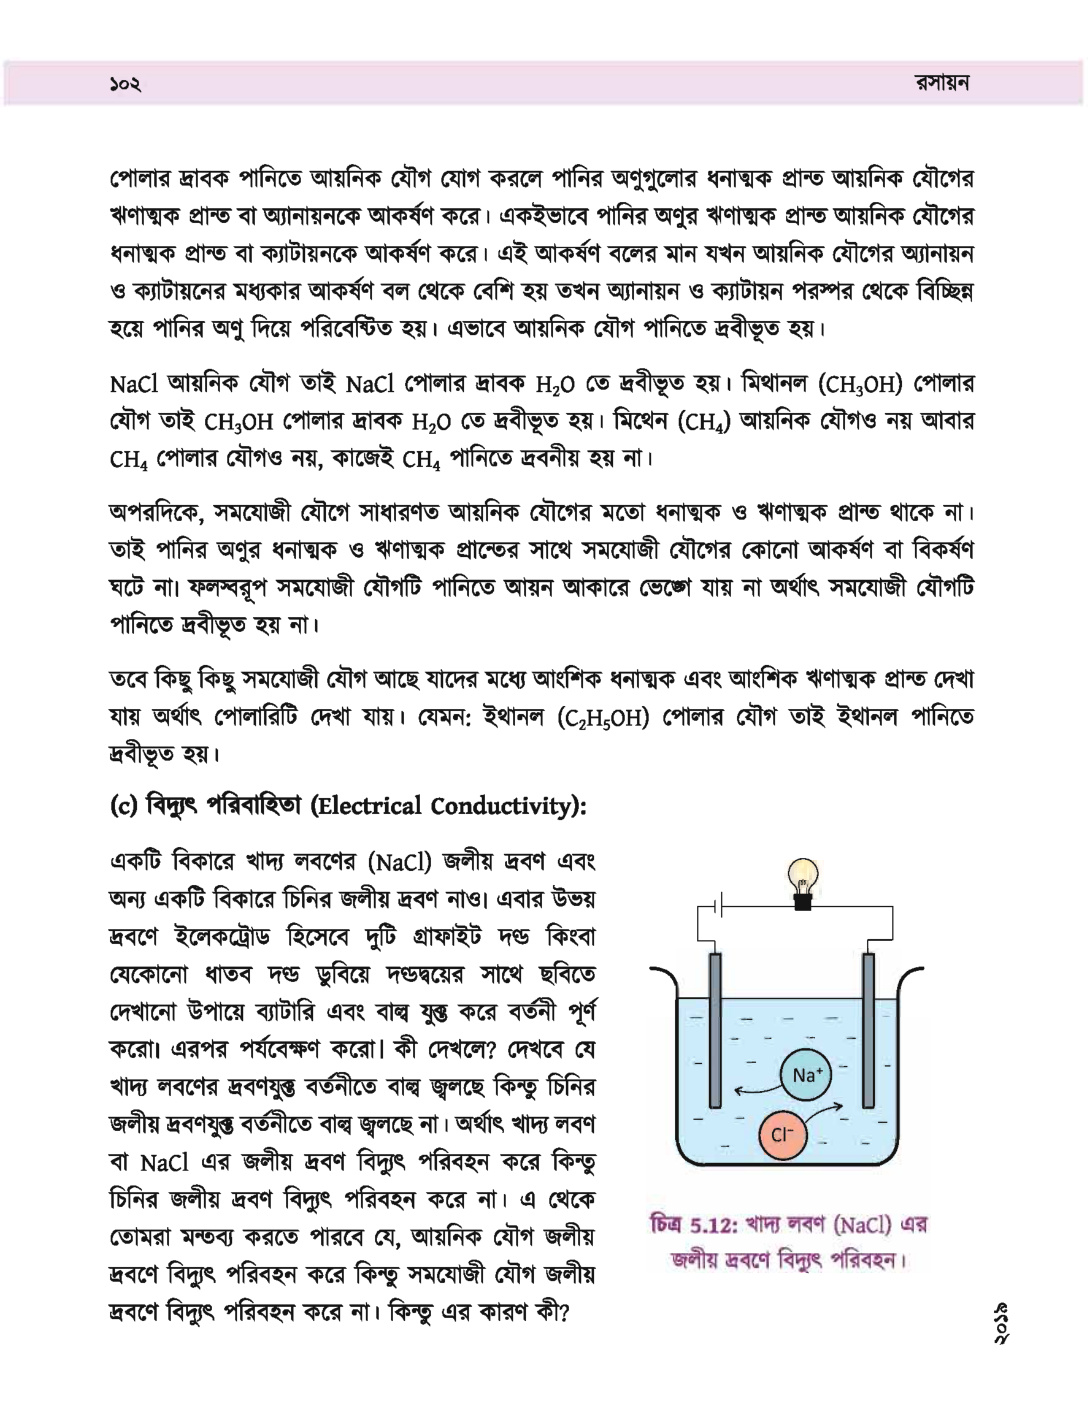 ১০২
রসায়ন
পোলার দ্রাবক পানিতে আয়নিক যৌগ যোগ করলে পানির অণুগুলোর ধনাত্মক প্রান্ত আয়নিক যৌগের
ঋণাত্মক প্রান্ত বা অ্যানায়নকে আকর্ষণ করে। একইভাবে পানির অণুর ঋণাত্মক প্রান্ত আয়নিক যৌগের
ধনাত্মক প্রান্ত বা ক্যাটায়নকে আকর্ষণ করে। এই আকর্ষণ বলের মান যখন আয়নিক যৌগের অ্যানায়ন
ও ক্যাটায়নের মধ্যকার আকর্ষণ বল থেকে বেশি হয় তখন অ্যানায়ন ও ক্যাটায়ন পরস্পর থেকে বিচ্ছিন্ন
হয়ে পানির অণু দিয়ে পরিবেষ্টিত হয়। এভাবে আয়নিক যৌগ পানিতে দ্রবীভূত হয়।
NaCl আয়নিক যৌগ তাই NaCl পোলার দ্রাবক H₂O তে দ্রবীভূত হয়। মিথানল (CH₃OH) পোলার
যৌগ তাই CH₃OH পোলার দ্রাবক H₂O তে দ্রবীভূত হয়। মিথেন (CH₄) আয়নিক যৌগও নয় আবার
CH₄ পোলার যৌগও নয়, কাজেই CH₄ পানিতে দ্রবনীয় হয় না।
অপরদিকে, সমযোজী যৌগে সাধারণত আয়নিক যৌগের মতো ধনাত্মক ও ঋণাত্মক প্রান্ত থাকে না।
তাই পানির অণুর ধনাত্মক ও ঋণাত্মক প্রান্তের সাথে সমযোজী যৌগের কোনো আকর্ষণ বা বিকর্ষণ
ঘটে না। ফলস্বরূপ সমযোজী যৌগটি পানিতে আয়ন আকারে ভেঙ্গে যায় না অর্থাৎ সমযোজী যৌগটি
পানিতে দ্রবীভূত হয় না।
তবে কিছু কিছু সমযোজী যৌগ আছে যাদের মধ্যে আংশিক ধনাত্মক এবং আংশিক ঋণাত্মক প্রান্ত দেখা
যায় অর্থাৎ পোলারিটি দেখা যায়। যেমন: ইথানল (C₂H₅OH) পোলার যৌগ তাই ইথানল পানিতে
দ্রবীভূত হয়।
(c) বিদ্যুৎ পরিবাহিতা (Electrical Conductivity):
একটি বিকারে খাদ্য লবণের (NaCl) জলীয় দ্রবণ এবং
অন্য একটি বিকারে চিনির জলীয় দ্রবণ নাও। এবার উভয়
দ্রবণে ইলেকট্রোড হিসেবে দুটি গ্রাফাইট দণ্ড কিংবা
যেকোনো ধাতব দণ্ড ডুবিয়ে দণ্ডদ্বয়ের সাথে ছবিতে
দেখানো উপায়ে ব্যাটারি এবং বাল্ব যুক্ত করে বর্তনী পূর্ণ
করো। এরপর পর্যবেক্ষণ করো। কী দেখলে? দেখবে যে
খাদ্য লবণের দ্রবণযুক্ত বর্তনীতে বাল্ব জ্বলছে কিন্তু চিনির
জলীয় দ্রবণযুক্ত বর্তনীতে বাল্ব জ্বলছে না। অর্থাৎ খাদ্য লবণ
বা NaCl এর জলীয় দ্রবণ বিদ্যুৎ পরিবহন করে কিন্তু
চিনির জলীয় দ্রবণ বিদ্যুৎ পরিবহন করে না। এ থেকে
তোমরা মন্তব্য করতে পারবে যে, আয়নিক যৌগ জলীয়
দ্রবণে বিদ্যুৎ পরিবহন করে কিন্তু সমযোজী যৌগ জলীয়
দ্রবণে বিদ্যুৎ পরিবহন করে না। কিন্তু এর কারণ কী?
Na⁺
Cl⁻
চিত্র 5.12: খাদ্য লবণ (NaCl) এর
জলীয় দ্রবণে বিদ্যুৎ পরিবহন।
২০১৯